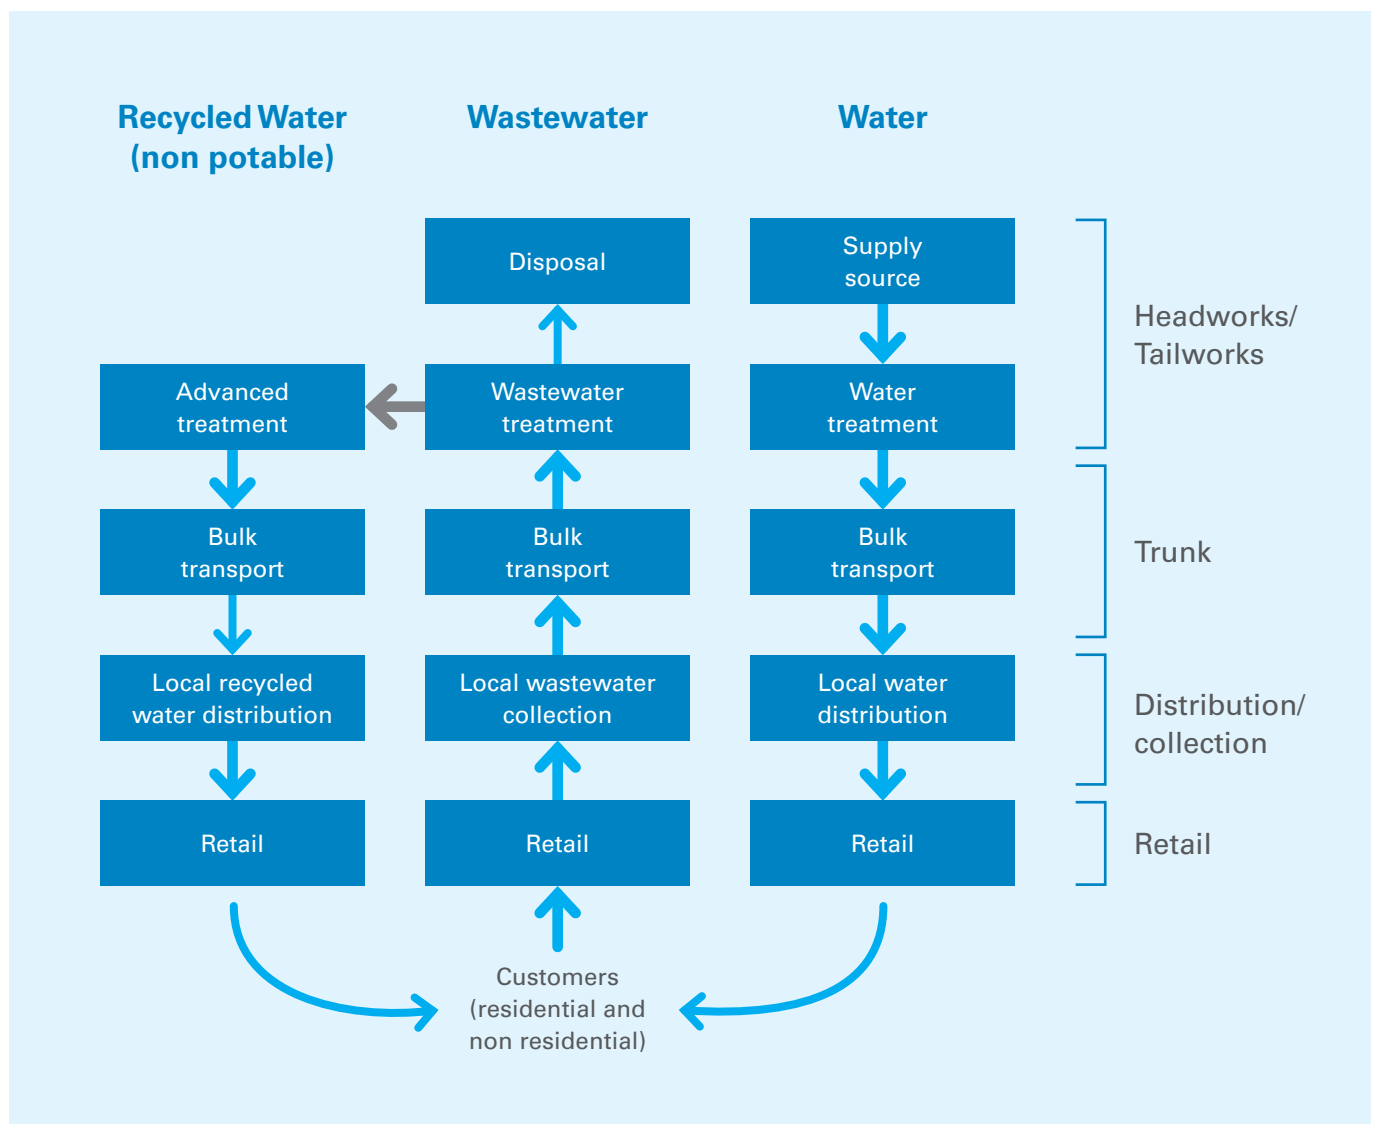 Recycled Water
(non potable)
Wastewater
Water
Disposal
Supply
source
Headworks/
Tailworks
Advanced
treatment
Wastewater
treatment
Water
treatment
Bulk
transport
Bulk
transport
Bulk
transport
Trunk
Local recycled
water distribution
Local wastewater
collection
Local water
distribution
Distribution/
collection
Retail
Retail
Retail
Retail
Customers
(residential and
non residential)